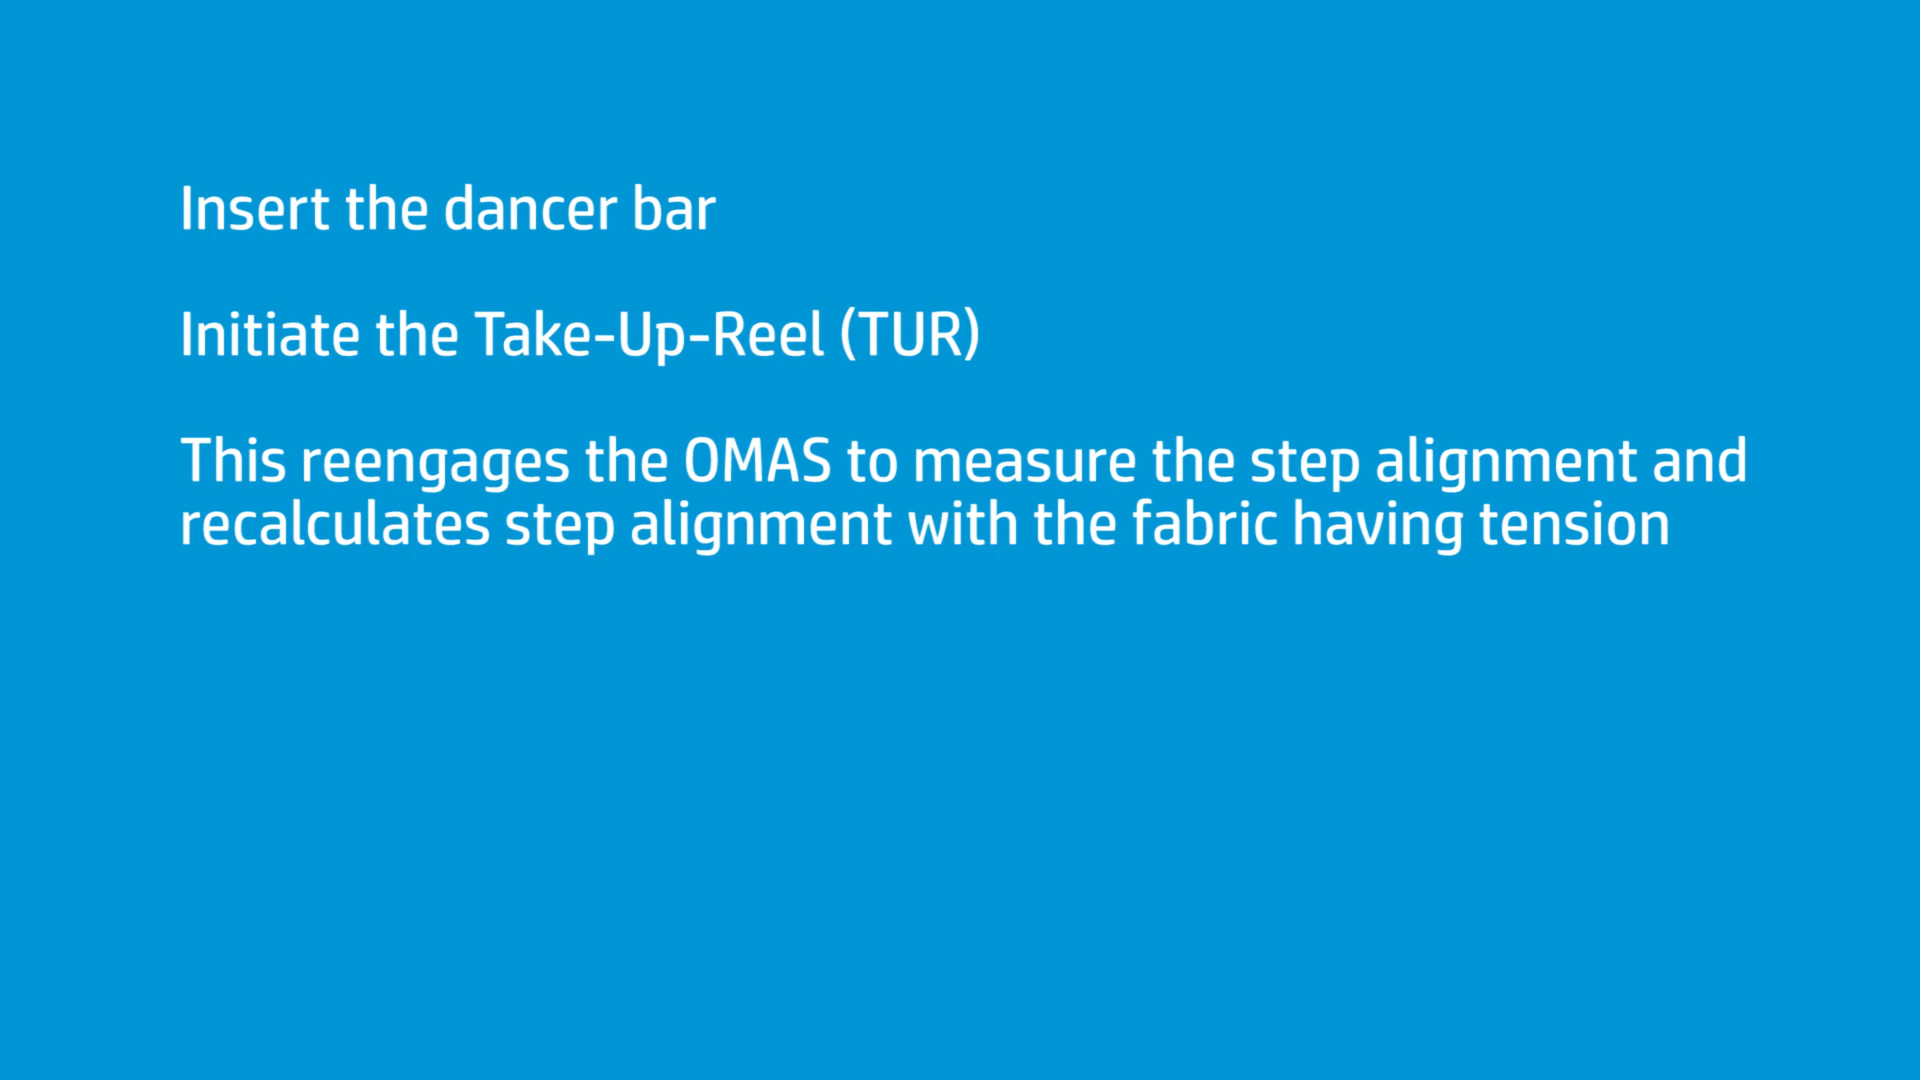 Insert the dancer bar
Initiate the Take-Up-Reel (TUR)
This reengages the OMAS to measure the step alignment and
recalculates step alignment with the fabric having tension